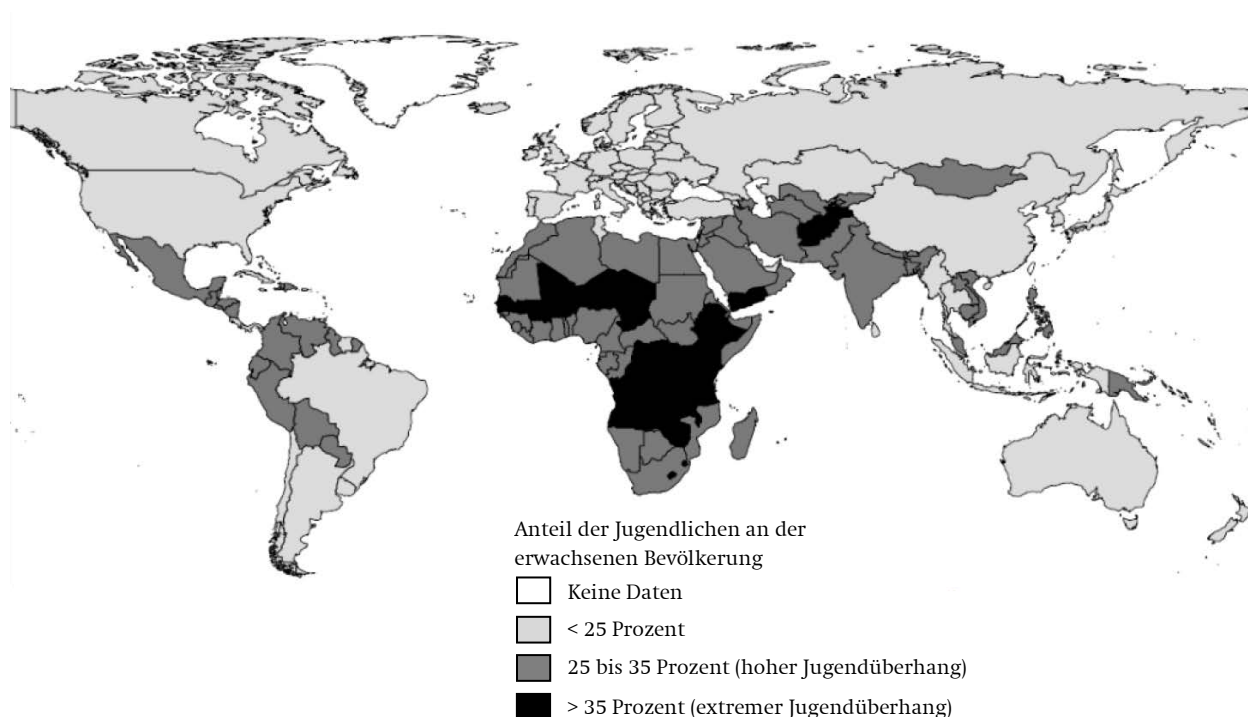 Anteil der Jugendlichen an der
erwachsenen Bevölkerung
Keine Daten
< 25 Prozent
25 bis 35 Prozent (hoher Jugendüberhang)
> 35 Prozent (extremer Jugendüberhang)